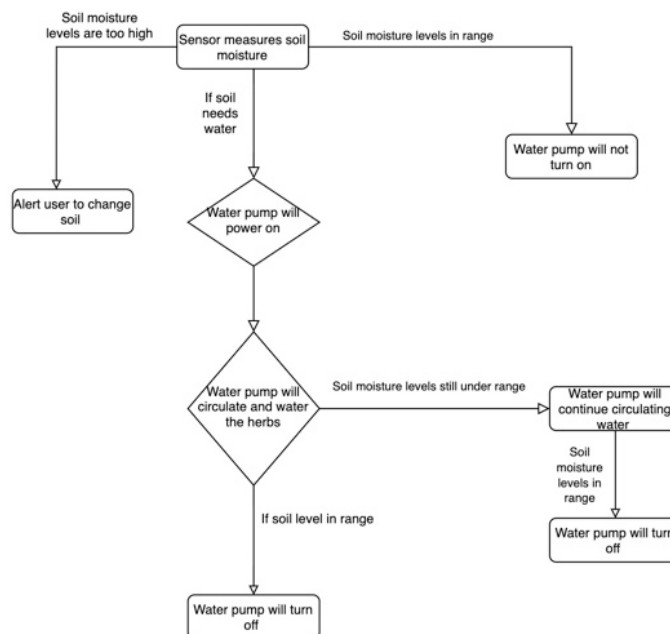 Soil moisture
levels are too high
Sensor measures soil
moisture
Soil moisture levels in range
If soil
needs
water
Water pump will not
turn on
Alert user to change
soil
Water pump will
power on
Water pump will
circulate and water
the herbs
Soil moisture levels still under range
Water pump will
continue circulating
water
Soil
moisture
levels in
range
If soil level in range
Water pump will turn
off
Water pump will turn
off